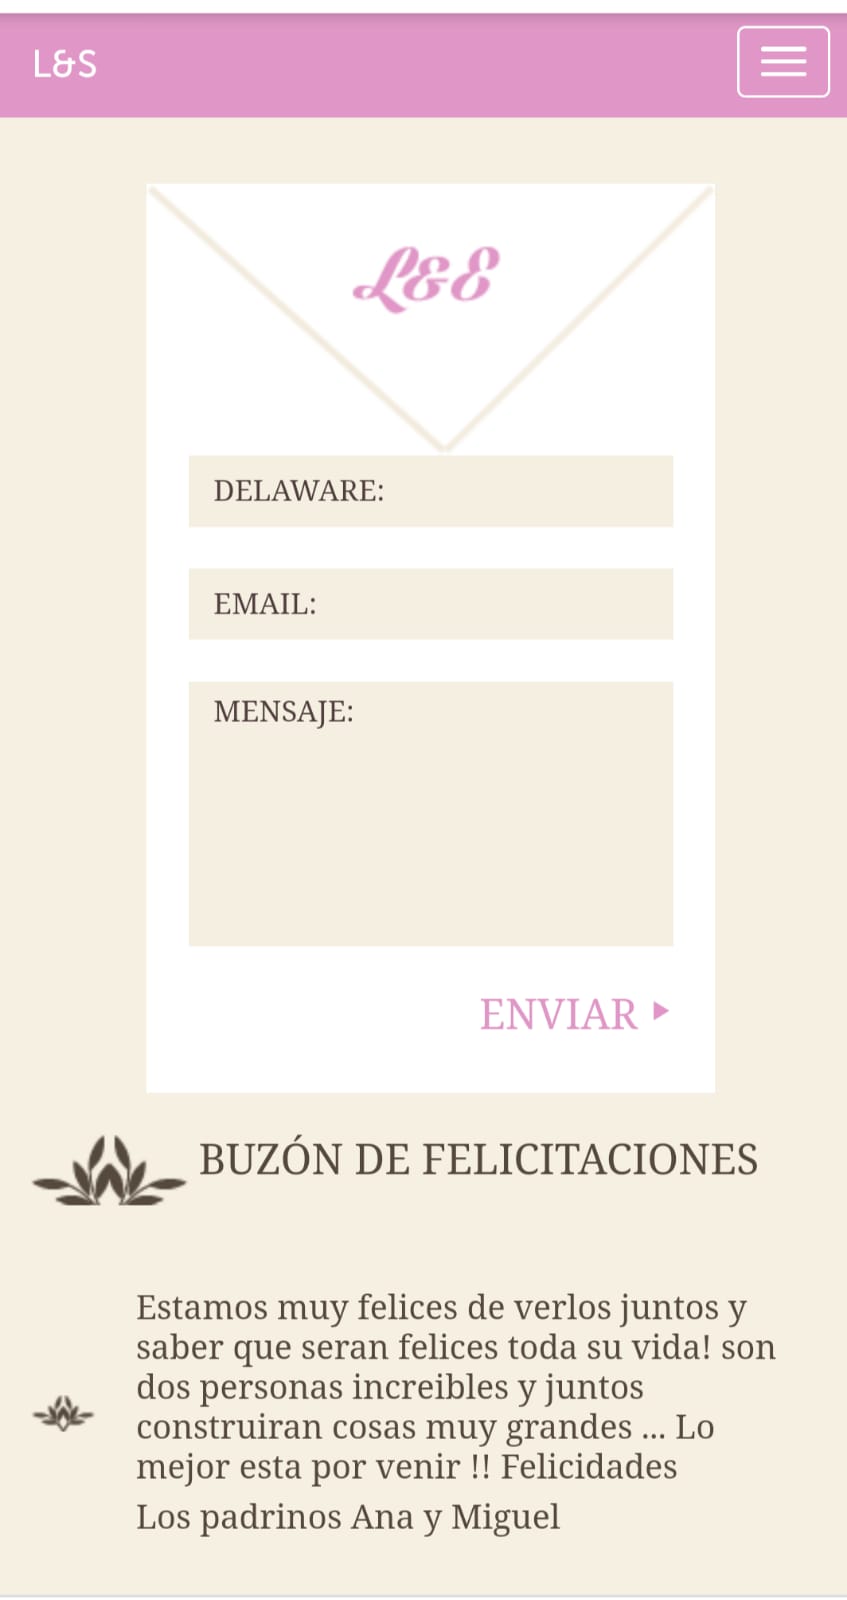 L&S
L&E
DELAWARE:
EMAIL:
MENSAJE:
ENVIAR
BUZÓN DE FELICITACIONES
Estamos muy felices de verlos juntos y
saber que seran felices toda su vida! son
dos personas increibles y juntos
construiran cosas muy grandes ... Lo
mejor esta por venir !! Felicidades
Los padrinos Ana y Miguel